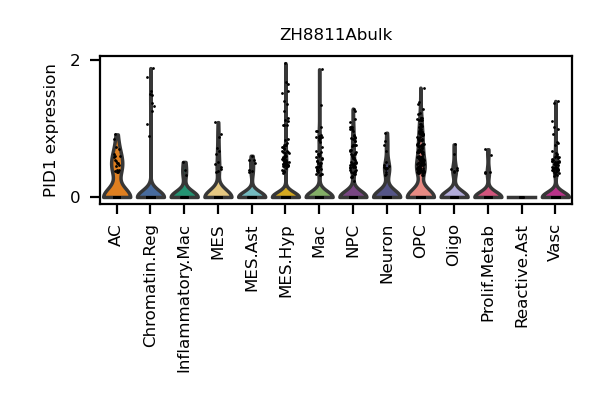 ZH8811Abulk
PID1 expression
2
0
AC
Chromatin.Reg
Inflammatory.Mac
MES
MES.Ast
MES.Hyp
Mac
NPC
Neuron
OPC
Oligo
Prolif.Metab
Reactive.Ast
Vasc